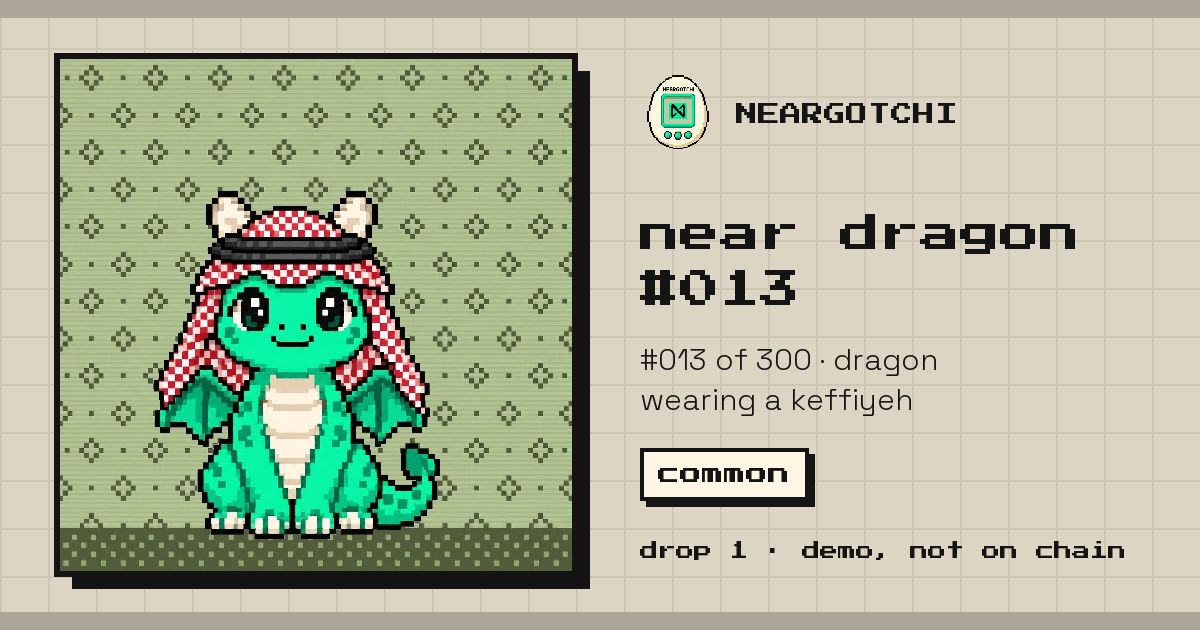 NEARGOTCHI
NEARGOTCHI
near dragon
#013
#013 of 300 · dragon
wearing a keffiyeh
common
drop 1 · demo, not on chain